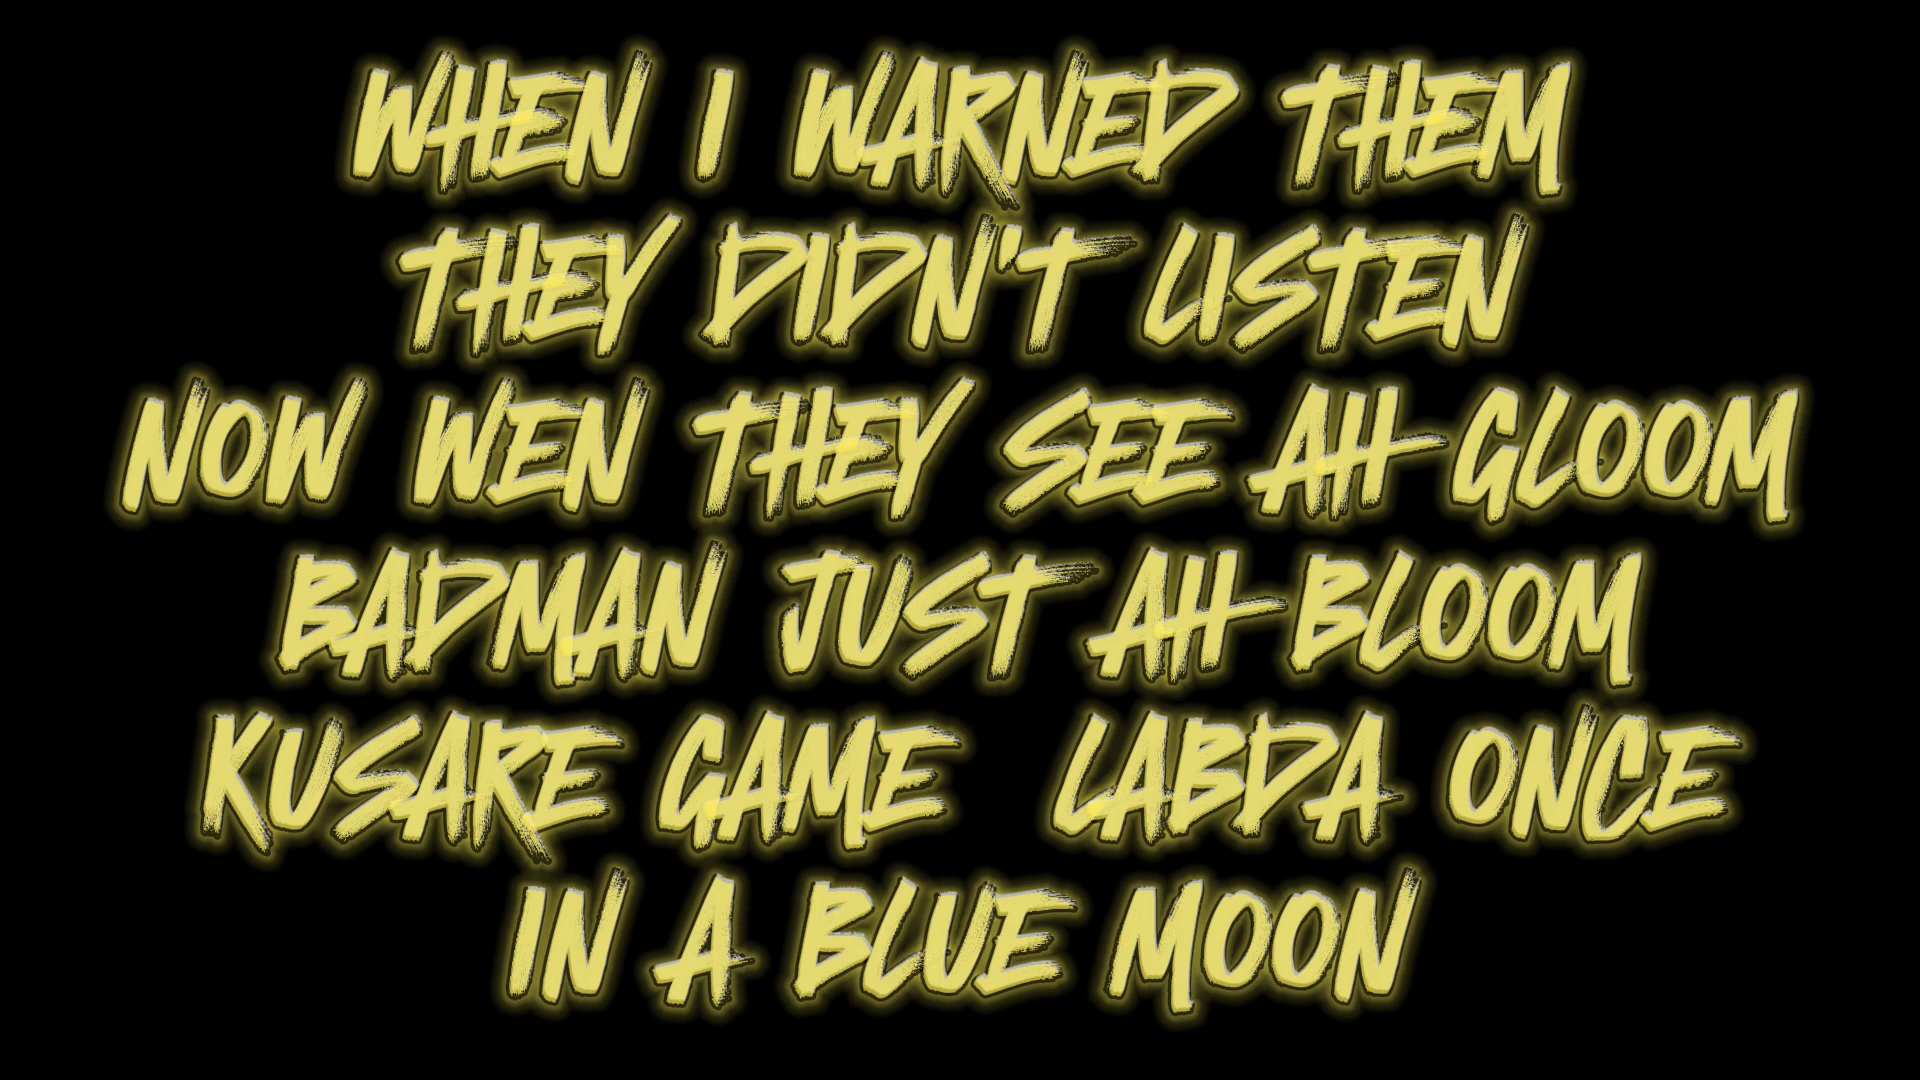 WHEN I WARNED THEM
THEY DIDN'T LISTEN
NOW WEN THEY SEE AH-GLOOM
BADMAN JUST AH-BLOOM
KUSARE GAME LABDA ONCE
IN A BLUE MOON